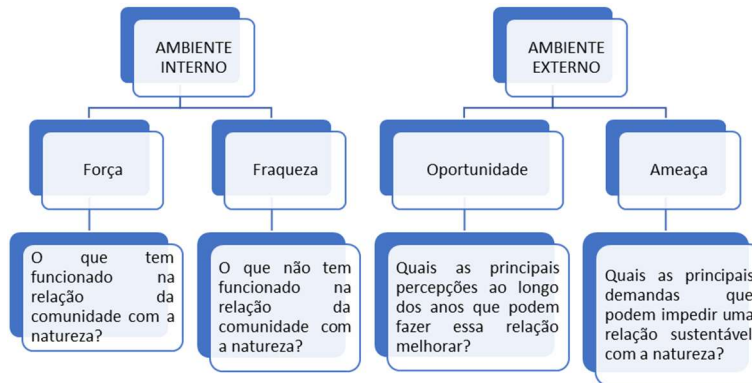 AMBIENTE
INTERNO
AMBIENTE
EXTERNO
Força
Fraqueza
Oportunidade
Ameaça
O que tem
funcionado na
relação da
comunidade com a
natureza?
O que não tem
funcionado na
relação da
comunidade com
a natureza?
Quais as principais
percepções ao longo
dos anos que podem
fazer essa relação
melhorar?
Quais as principais
demandas que
podem impedir uma
relação sustentável
com a natureza?